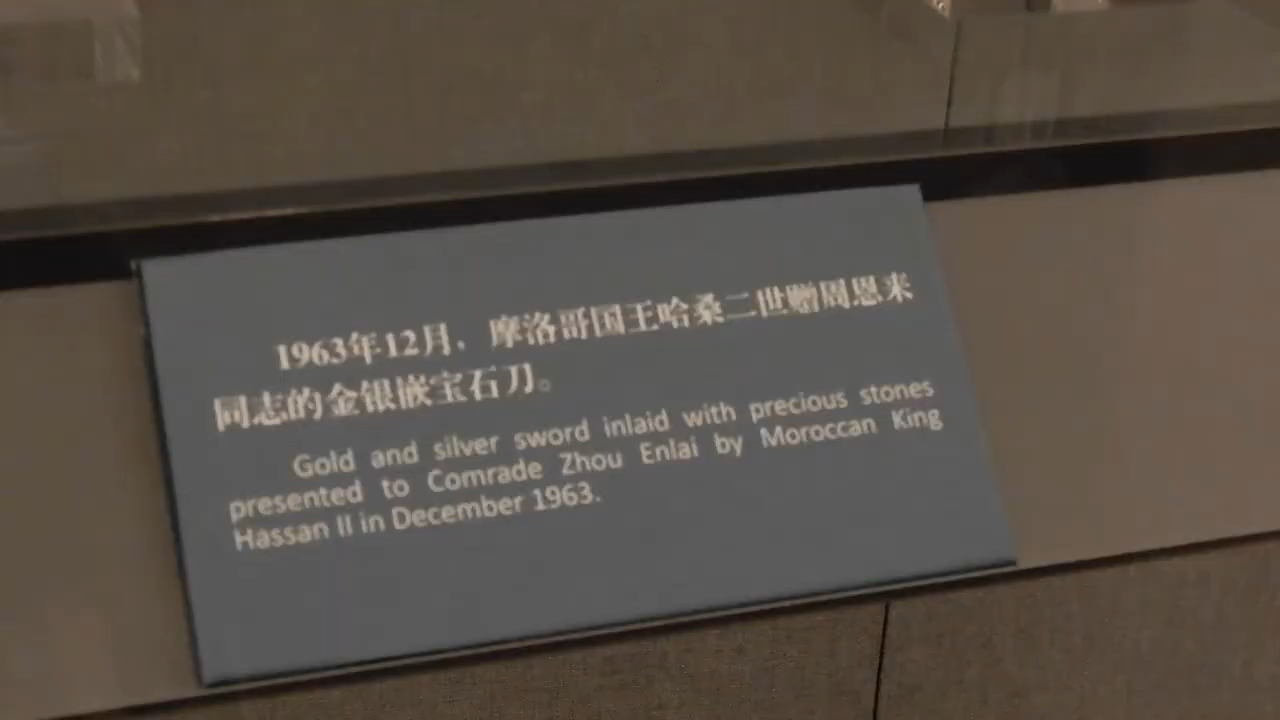 1963年12月，摩洛哥国王哈桑二世赠周恩来
同志的金银嵌宝石刀。
Gold and silver sword inlaid with precious stones
presented to Comrade Zhou Enlai by Moroccan King
Hassan II in December 1963.